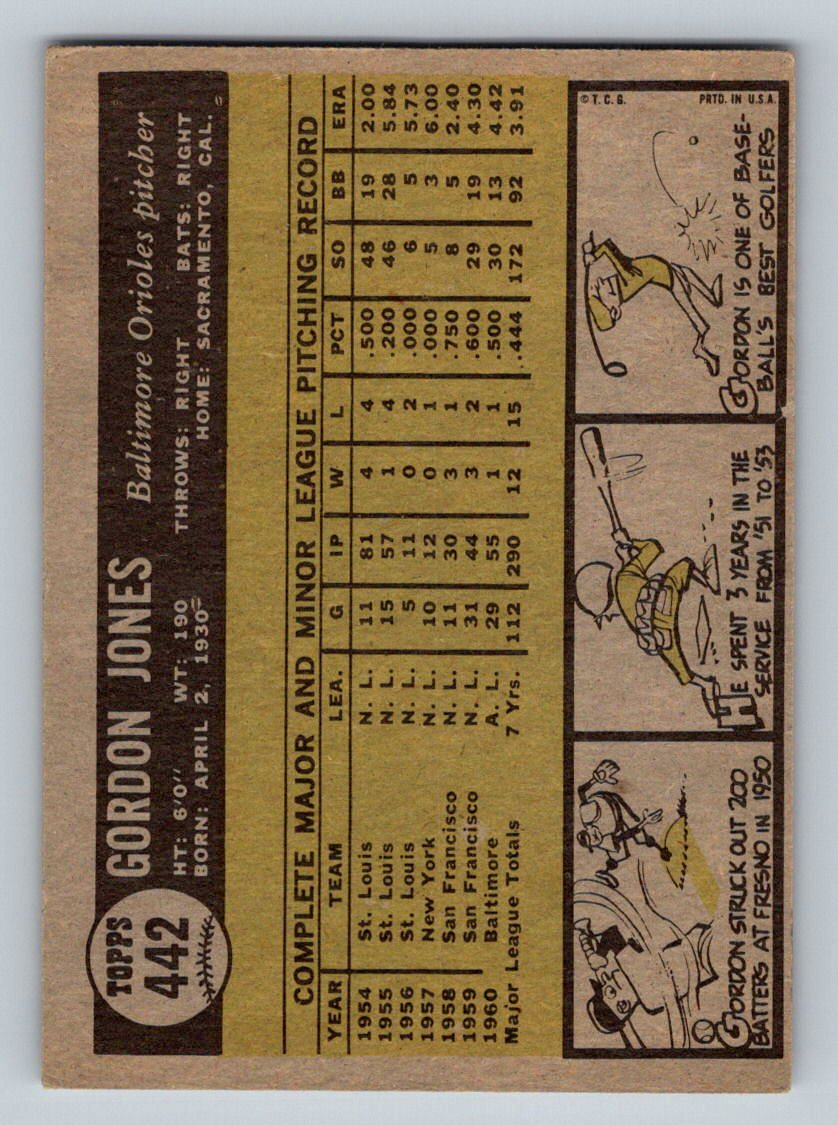 TOPPS
442
GORDON JONES Baltimore Orioles pitcher
HT: 6'0" WT: 190 THROWS: RIGHT BATS: RIGHT
BORN: APRIL 2, 1930 HOME: SACRAMENTO, CAL.
COMPLETE MAJOR AND MINOR LEAGUE PITCHING RECORD
YEAR TEAM LEA. G IP W L PCT SO BB ERA
1954 St. Louis N. L. 11 81 4 4 .500 48 19 2.00
1955 St. Louis N. L. 15 57 1 4 .200 46 28 5.84
1956 St. Louis N. L. 5 11 0 2 .000 6 5 5.73
1957 New York N. L. 10 12 0 1 .000 5 3 6.00
1958 San Francisco N. L. 11 30 3 1 .750 8 5 2.40
1959 San Francisco N. L. 31 44 3 2 .600 29 19 4.30
1960 Baltimore A. L. 29 55 1 1 .500 30 13 4.42
Major League Totals 7 Yrs. 112 290 12 15 .444 172 92 3.91
GORDON STRUCK OUT 200
BATTERS AT FRESNO IN 1950
HE SPENT 3 YEARS IN THE
SERVICE FROM '51 TO '53
© T. C. G. PRTD. IN U.S.A.
GORDON IS ONE OF BASE-
BALL'S BEST GOLFERS